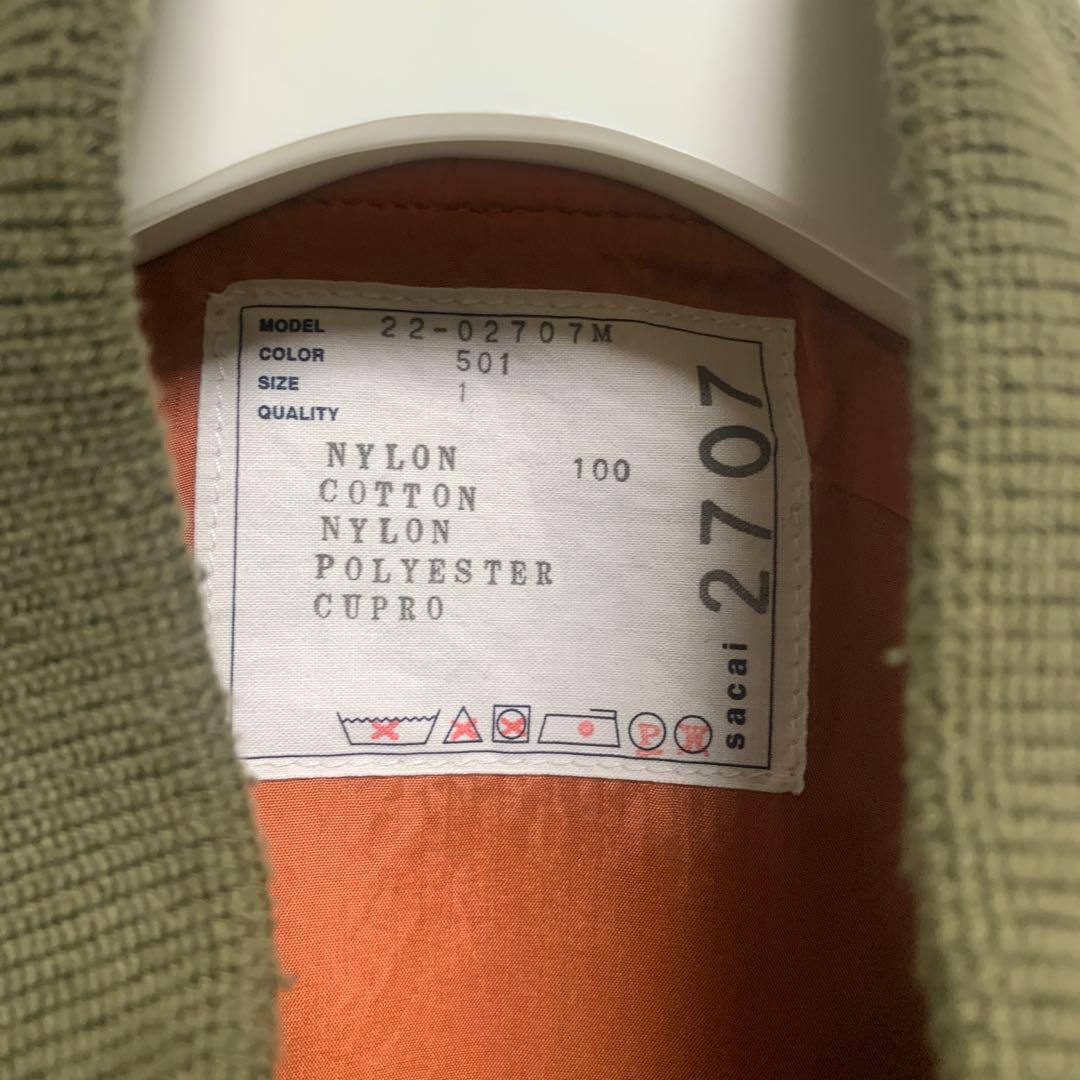 MODEL 22-02707M
COLOR 501
SIZE 1
QUALITY
NYLON 100
COTTON
NYLON
POLYESTER
CUPRO
P W
sacai 2707